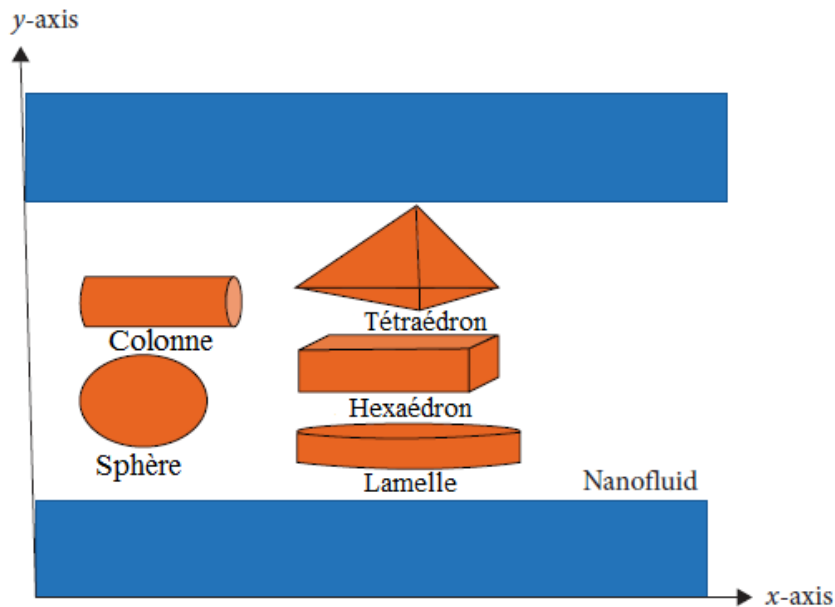 y-axis
Tétraédron
Colonne
Hexaédron
Sphère
Lamelle
Nanofluid
x-axis